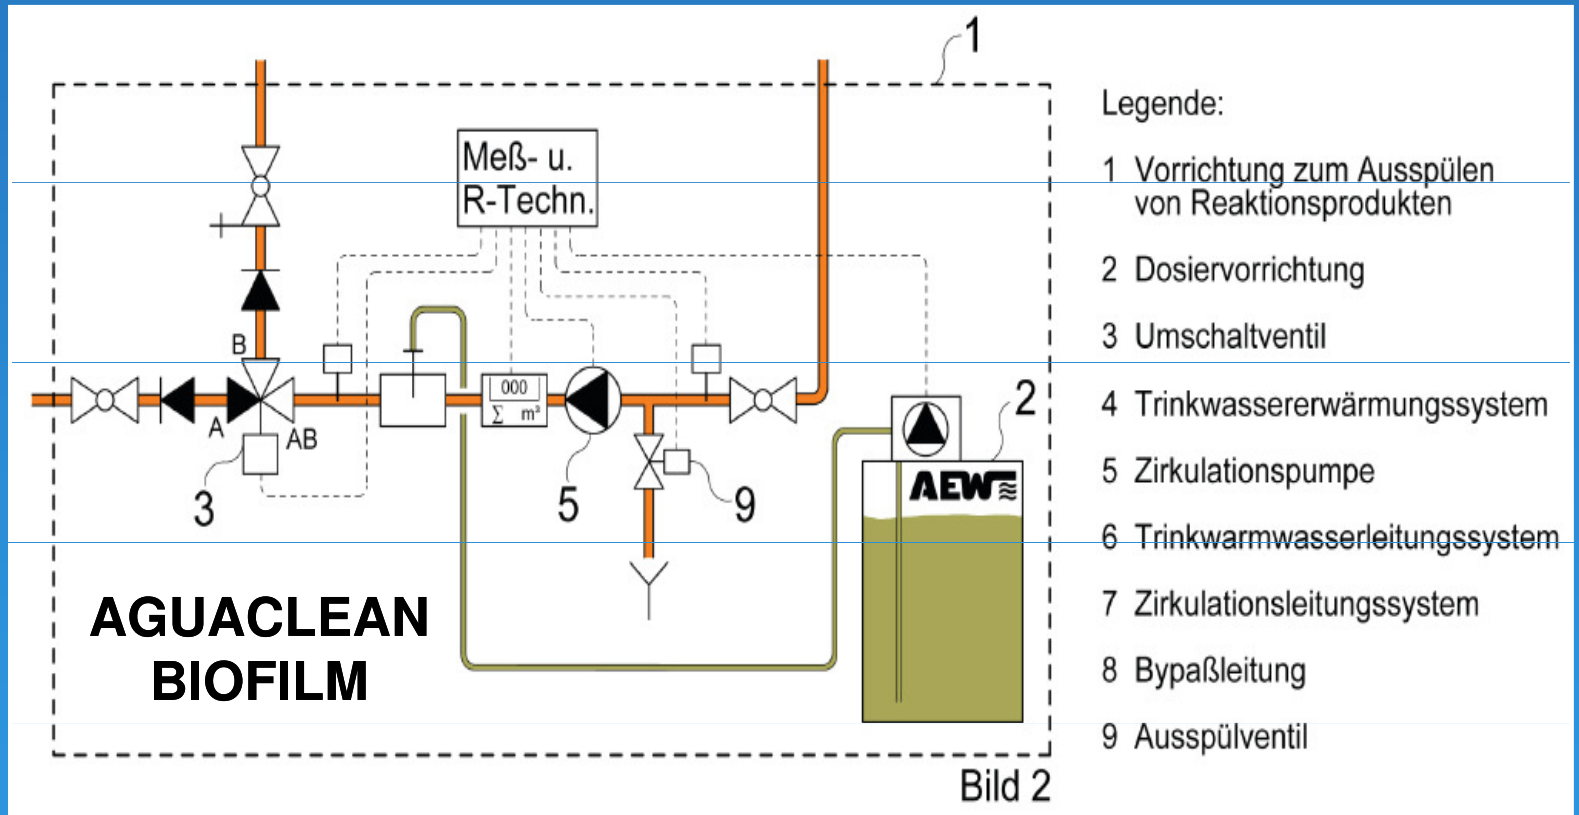 1
Meß- u.
R-Techn.
B
A
AB
3
000
Σ m³
5
9
2
AEW
AGUACLEAN
BIOFILM
Bild 2
Legende:
1 Vorrichtung zum Ausspülen
von Reaktionsprodukten
2 Dosiervorrichtung
3 Umschaltventil
4 Trinkwassererwärmungssystem
5 Zirkulationspumpe
6 Trinkwarmwasserleitungssystem
7 Zirkulationsleitungssystem
8 Bypaßleitung
9 Ausspülventil